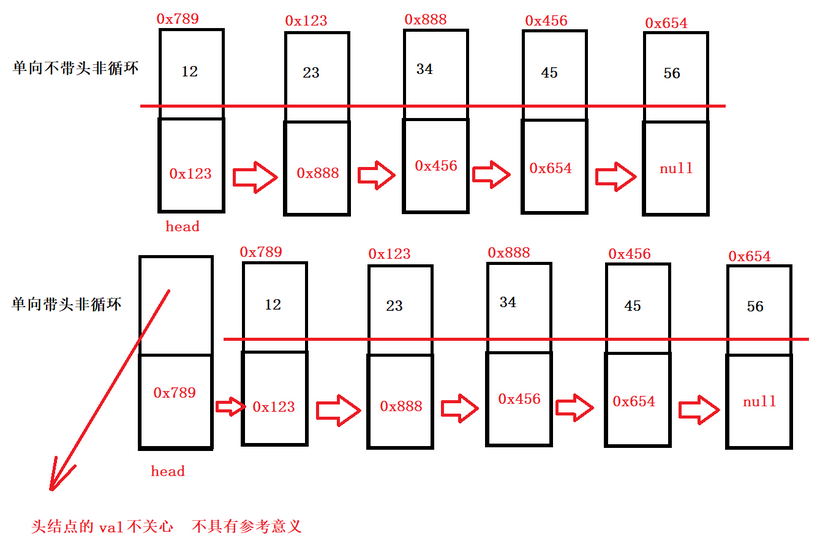 0x789 0x123 0x888 0x456 0x654
单向不带头非循环 12 23 34 45 56
0x123 0x888 0x456 0x654 null
head
0x789 0x123 0x888 0x456 0x654
单向带头非循环 12 23 34 45 56
0x789 0x123 0x888 0x456 0x654 null
head
头结点的val不关心 不具有参考意义